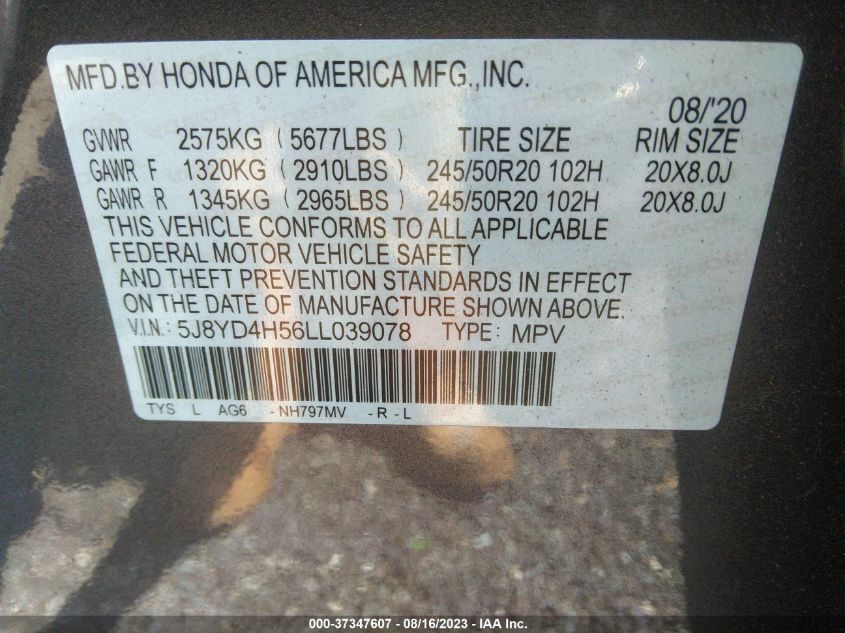 MFD.BY HONDA OF AMERICA MFG.,INC.
08/'20
GVWR 2575KG (5677LBS) TIRE SIZE RIM SIZE
GAWR F 1320KG (2910LBS) 245/50R20 102H 20X8.0J
GAWR R 1345KG (2965LBS) 245/50R20 102H 20X8.0J
THIS VEHICLE CONFORMS TO ALL APPLICABLE
FEDERAL MOTOR VEHICLE SAFETY
AND THEFT PREVENTION STANDARDS IN EFFECT
ON THE DATE OF MANUFACTURE SHOWN ABOVE.
V.I.N.: 5J8YD4H56LL039078 TYPE: MPV
TYS L AG6 -NH797MV -R -L
000-37347607 - 08/16/2023 - IAA Inc.